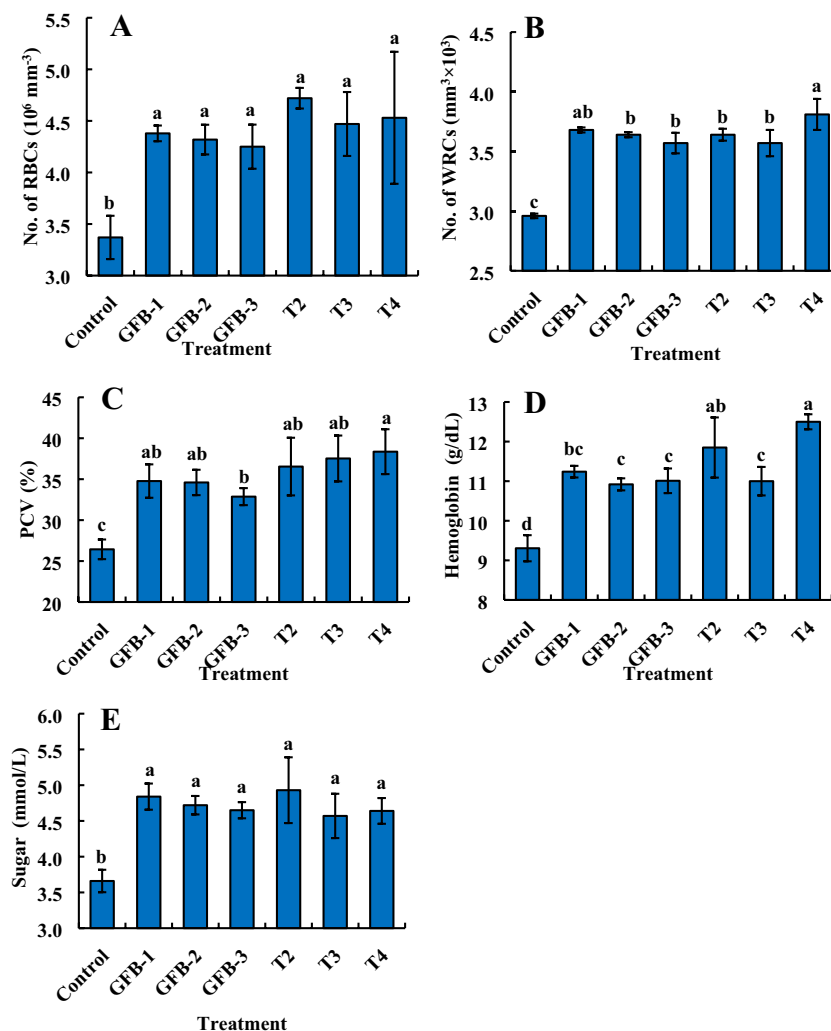 A
No. of RBCs (10⁶ mm⁻³)
5.5
5.0
4.5
4.0
3.5
3.0
b
a
a
a
a
a
a
Control
GFB-1
GFB-2
GFB-3
T2
T3
T4
Treatment
B
No. of WRCs (mm³×10³)
4.5
4.0
3.5
3.0
2.5
c
ab
b
b
b
b
a
Control
GFB-1
GFB-2
GFB-3
T2
T3
T4
Treatment
C
PCV (%)
45
40
35
30
25
20
c
ab
ab
b
ab
ab
a
Control
GFB-1
GFB-2
GFB-3
T2
T3
T4
Treatment
D
Hemoglobin (g/dL)
13
12
11
10
9
8
d
bc
c
c
ab
c
a
Control
GFB-1
GFB-2
GFB-3
T2
T3
T4
Treatment
E
Sugar (mmol/L)
6.0
5.5
5.0
4.5
4.0
3.5
3.0
b
a
a
a
a
a
a
Control
GFB-1
GFB-2
GFB-3
T2
T3
T4
Treatment